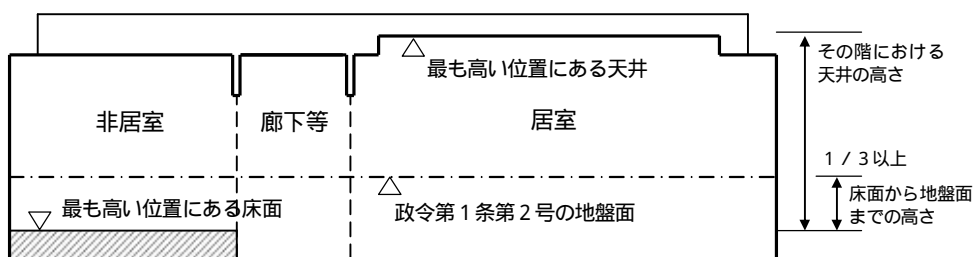 その階における
天井の高さ
最も高い位置にある天井
非居室
廊下等
居室
1/3以上
最も高い位置にある床面
政令第1条第2号の地盤面
床面から地盤面
までの高さ